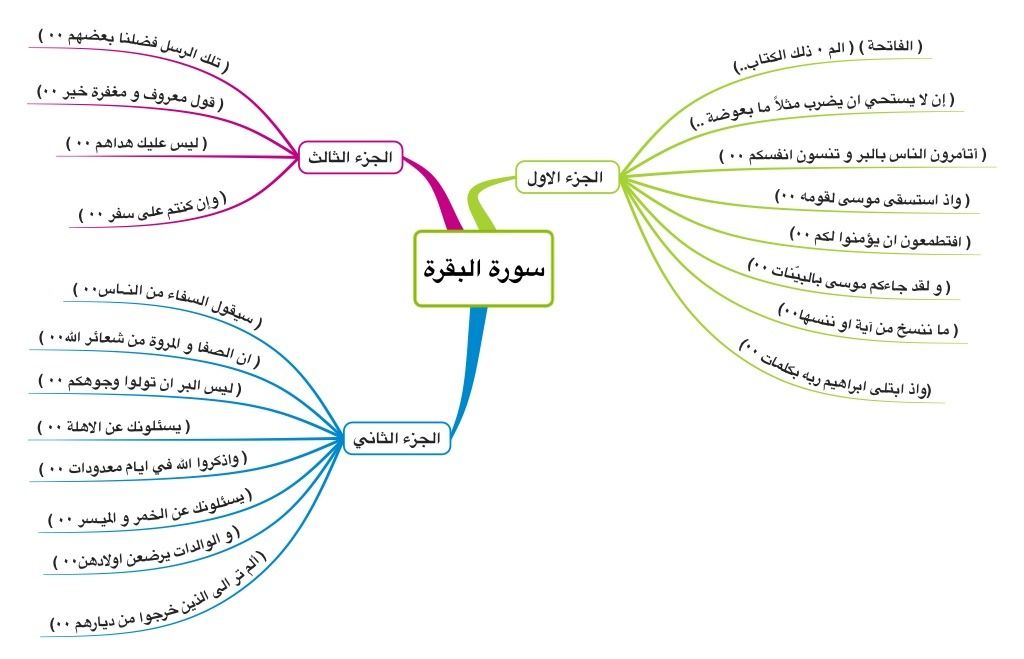 سورة البقرة
الجزء الاول
( الفاتحة ) ( الم ٠ ذلك الكتاب..)
( إن لا يستحي ان يضرب مثلاً ما بعوضة ..)
( أتأمرون الناس بالبر و تنسون انفسكم ٠٠ )
( واذ استسقى موسى لقومه ٠٠)
( افتطمعون ان يؤمنوا لكم ٠٠)
( و لقد جاءكم موسى بالبيّنات ٠٠)
( ما ننسخ من آية او ننسها٠٠)
(واذ ابتلى ابراهيم ربه بكلمات ٠٠)
الجزء الثاني
( سيقول السفاء من الناس٠٠ )
( ان الصفا و المروة من شعائر الله٠٠ )
( ليس البر ان تولوا وجوهكم ٠٠ )
( يسئلونك عن الاهلة ٠٠ )
( واذكروا الله في ايام معدودات ٠٠ )
( يسئلونك عن الخمر و الميسر ٠٠ )
( و الوالدات يرضعن اولادهن٠٠ )
(ألم تر الى الذين خرجوا من ديارهم ٠٠)
الجزء الثالث
( تلك الرسل فضلنا بعضهم ٠٠ )
( قول معروف و مغفرة خير ٠٠)
( ليس عليك هداهم ٠٠ )
( وإن كنتم على سفر ٠٠ )